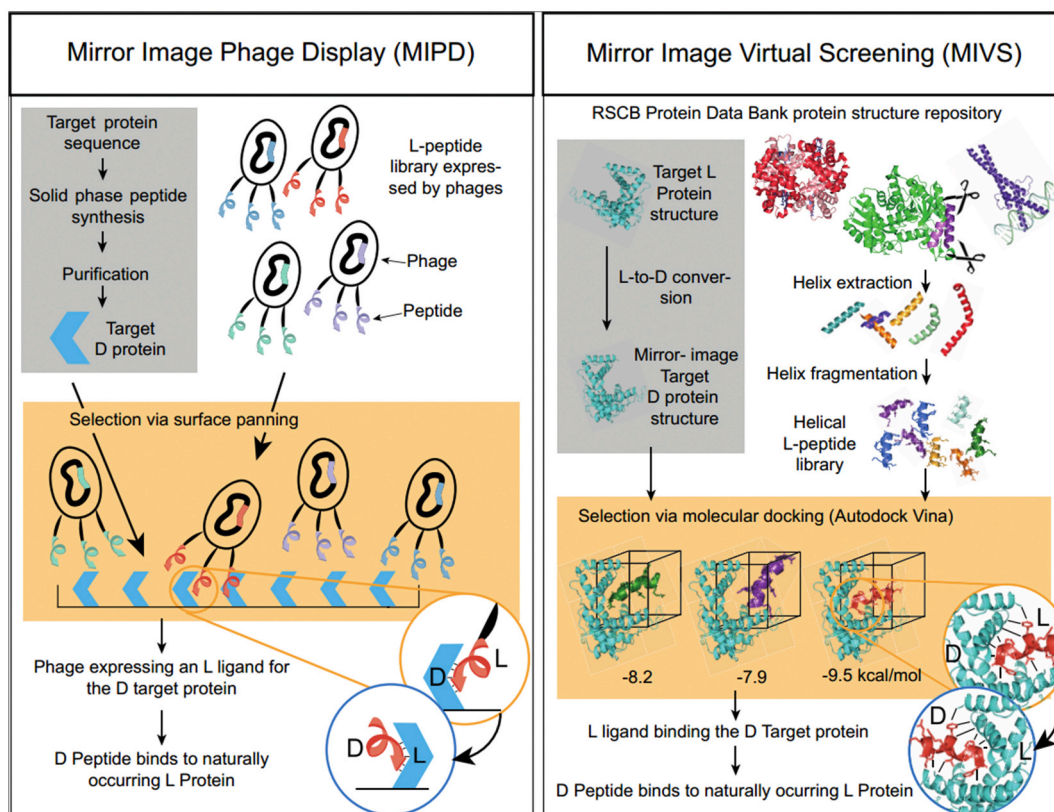 Mirror Image Phage Display (MIPD)
Target protein
sequence
Solid phase peptide
synthesis
Purification
Target
D protein
L-peptide
library expres-
sed by phages
Phage
Peptide
Selection via surface panning
D
L
D
L
Phage expressing an L ligand for
the D target protein
D Peptide binds to naturally
occurring L Protein
Mirror Image Virtual Screening (MIVS)
RSCB Protein Data Bank protein structure repository
Target L
Protein
structure
L-to-D conver-
sion
Mirror- image
Target
D protein
structure
Helix extraction
Helix fragmentation
Helical
L-peptide
library
Selection via molecular docking (Autodock Vina)
-8.2
-7.9
-9.5 kcal/mol
L
D
D
L
L ligand binding the D Target protein
D Peptide binds to naturally ocurring L Protein